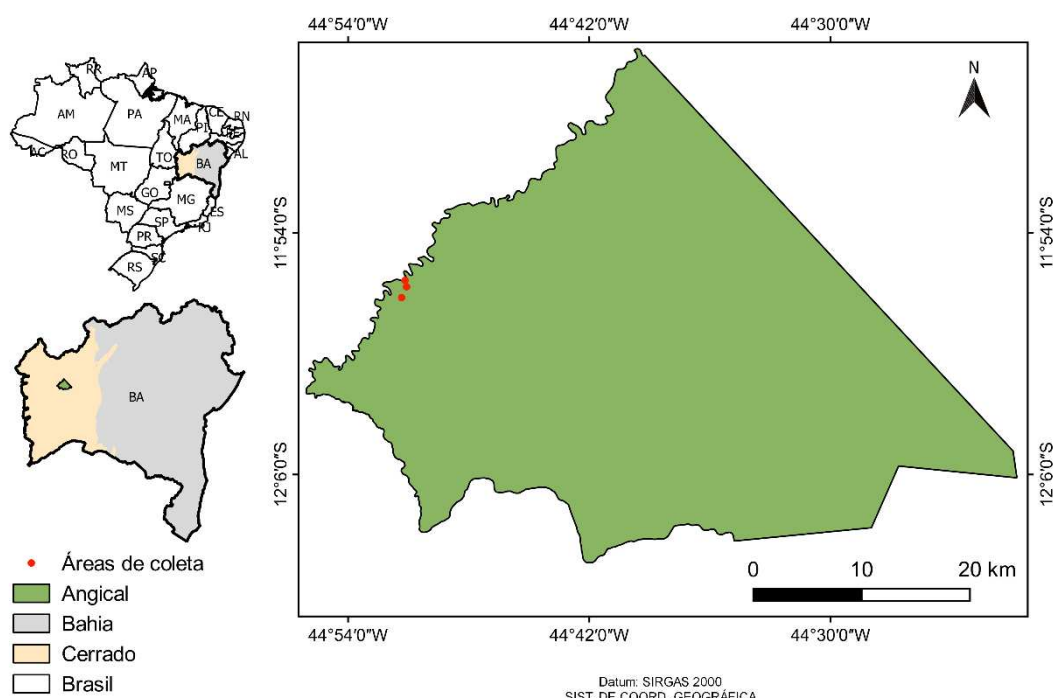 44°54'0"W 44°42'0"W 44°30'0"W
N
RR AP
AM PA MA CE RN
PI
AC RO TO BA AL
MT
GO MG
MS ES
SP RJ
PR
SC
RS
11°54'0"S 11°54'0"S
BA
12°6'0"S 12°6'0"S
Áreas de coleta
Angical
Bahia
Cerrado
Brasil
0 10 20 km
44°54'0"W 44°42'0"W 44°30'0"W
Datum: SIRGAS 2000
SIST. DE COORD. GEOGRÁFICA